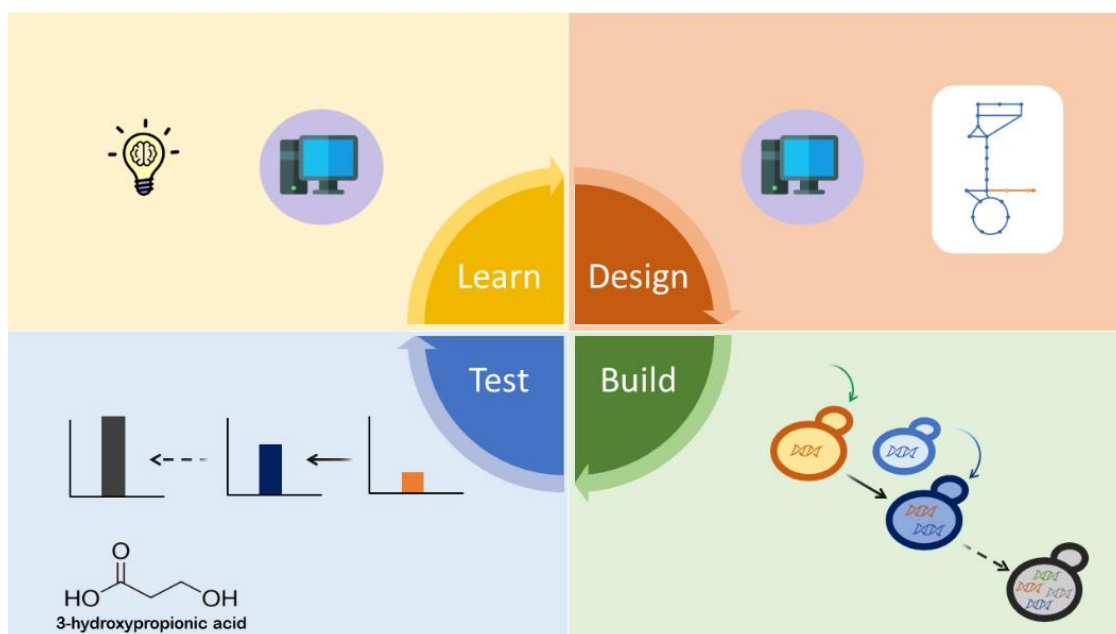 Learn
Design
Test
Build
O
HO
OH
3-hydroxypropionic acid